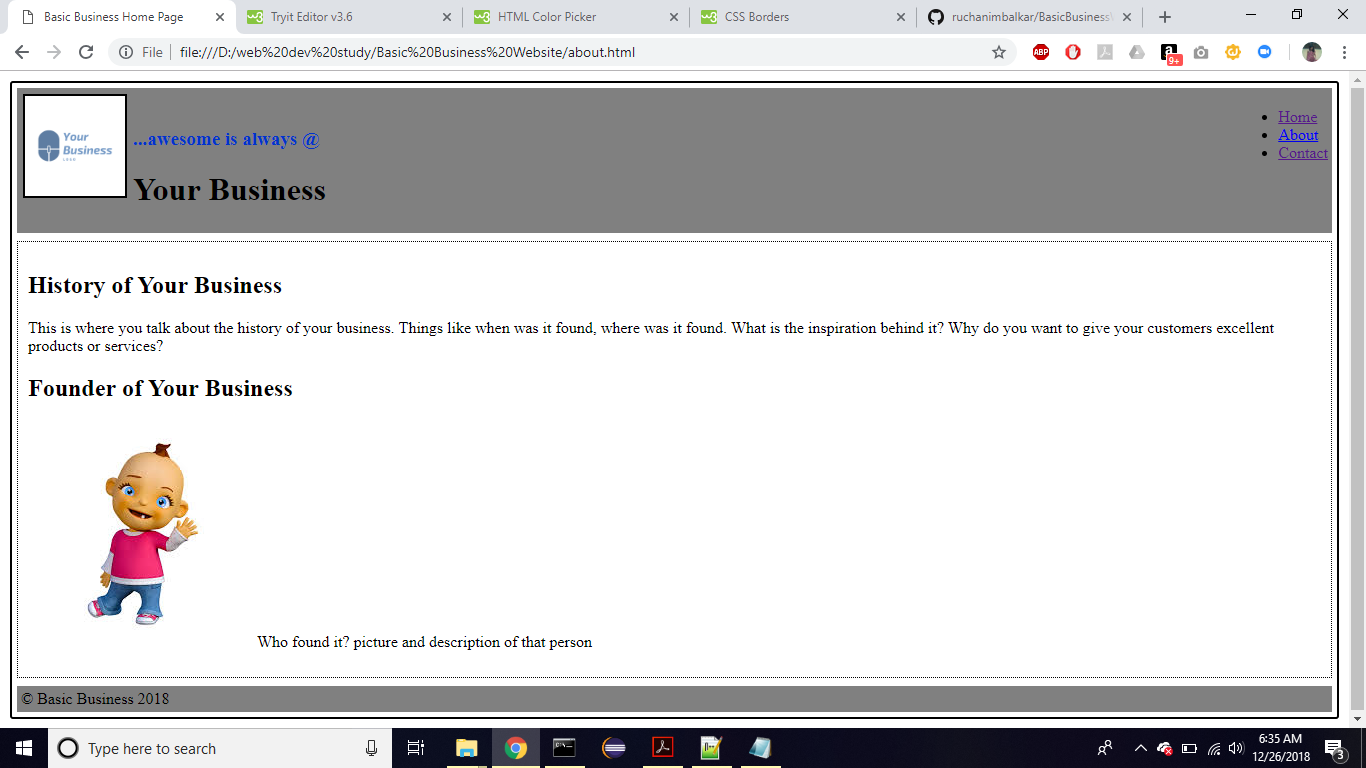 Basic Business Home Page
Tryit Editor v3.6
HTML Color Picker
CSS Borders
ruchanimbalkar/BasicBusiness
File
file:///D:/web%20dev%20study/Basic%20Business%20Website/about.html
ABP
a
9+
Your
Business
...awesome is always @
Your Business
Home
About
Contact
History of Your Business
This is where you talk about the history of your business. Things like when was it found, where was it found. What is the inspiration behind it? Why do you want to give your customers excellent
products or services?
Founder of Your Business
Who found it? picture and description of that person
© Basic Business 2018
Type here to search
6:35 AM
12/26/2018
3